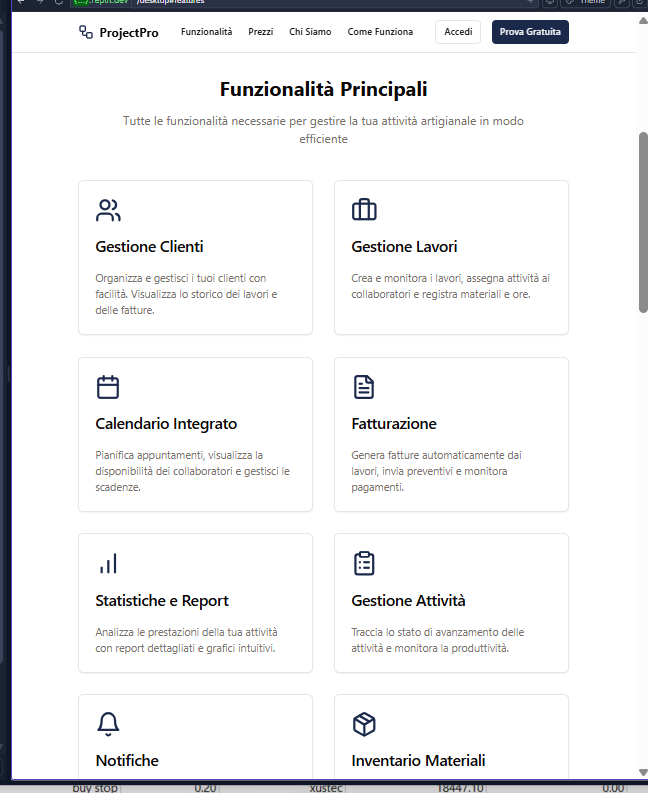 /desktop#features
Theme
ProjectPro
Funzionalità
Prezzi
Chi Siamo
Come Funziona
Accedi
Prova Gratuita
Funzionalità Principali
Tutte le funzionalità necessarie per gestire la tua attività artigianale in modo
efficiente
Gestione Clienti
Organizza e gestisci i tuoi clienti con
facilità. Visualizza lo storico dei lavori e
delle fatture.
Gestione Lavori
Crea e monitora i lavori, assegna attività ai
collaboratori e registra materiali e ore.
Calendario Integrato
Pianifica appuntamenti, visualizza la
disponibilità dei collaboratori e gestisci le
scadenze.
Fatturazione
Genera fatture automaticamente dai
lavori, invia preventivi e monitora
pagamenti.
Statistiche e Report
Analizza le prestazioni della tua attività
con report dettagliati e grafici intuitivi.
Gestione Attività
Traccia lo stato di avanzamento delle
attività e monitora la produttività.
Notifiche
Inventario Materiali
buy stop
0.20
xustec
18447.10
0.00